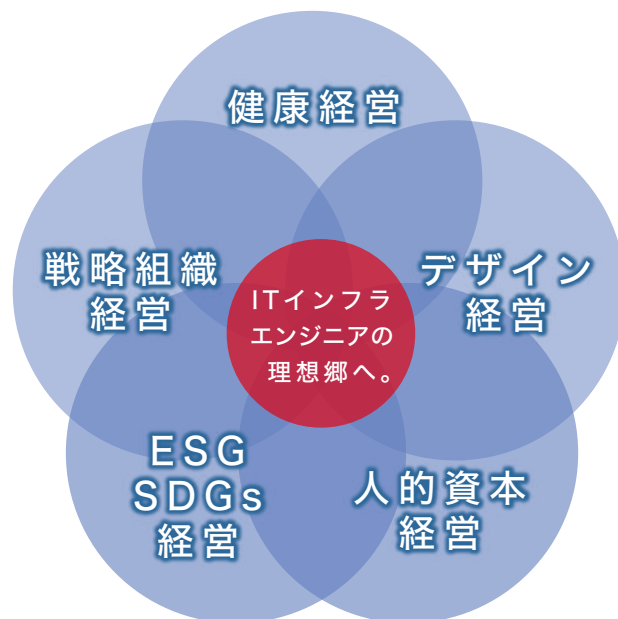 健康経営
戦略組織
経営
デザイン
経営
ITインフラ
エンジニアの
理想郷へ。
ESG
SDGs
経営
人的資本
経営